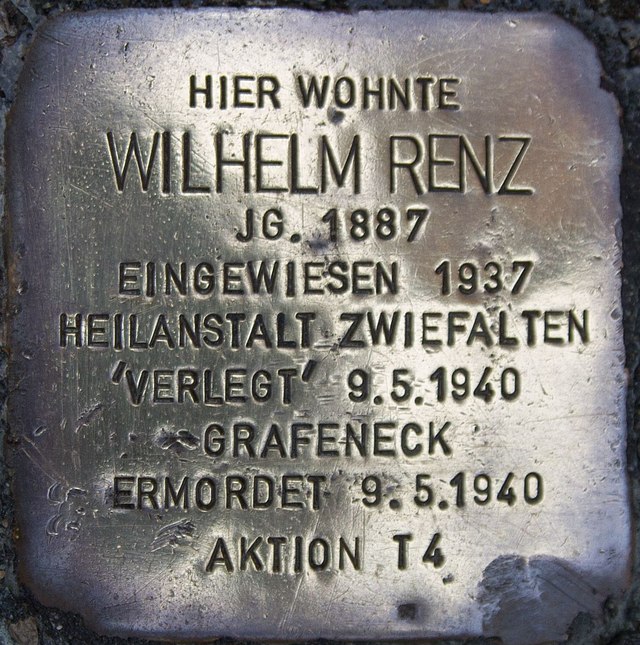 HIER WOHNTE
WILHELM RENZ
JG. 1887
EINGEWIESEN 1937
HEILANSTALT ZWIEFALTEN
'VERLEGT' 9.5.1940
GRAFENECK
ERMORDET 9.5.1940
AKTION T4